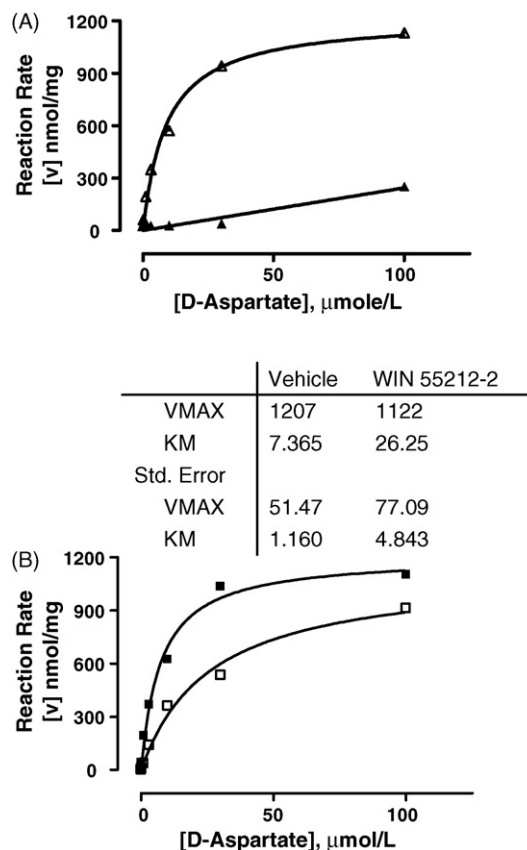 (A)
1200
900
600
300
0
Reaction Rate
[v] nmol/mg
0 50 100
[D-Aspartate], μmole/L
Vehicle WIN 55212-2
VMAX 1207 1122
KM 7.365 26.25
Std. Error
VMAX 51.47 77.09
KM 1.160 4.843
(B)
1200
900
600
300
0
Reaction Rate
[v] nmol/mg
0 50 100
[D-Aspartate], μmol/L